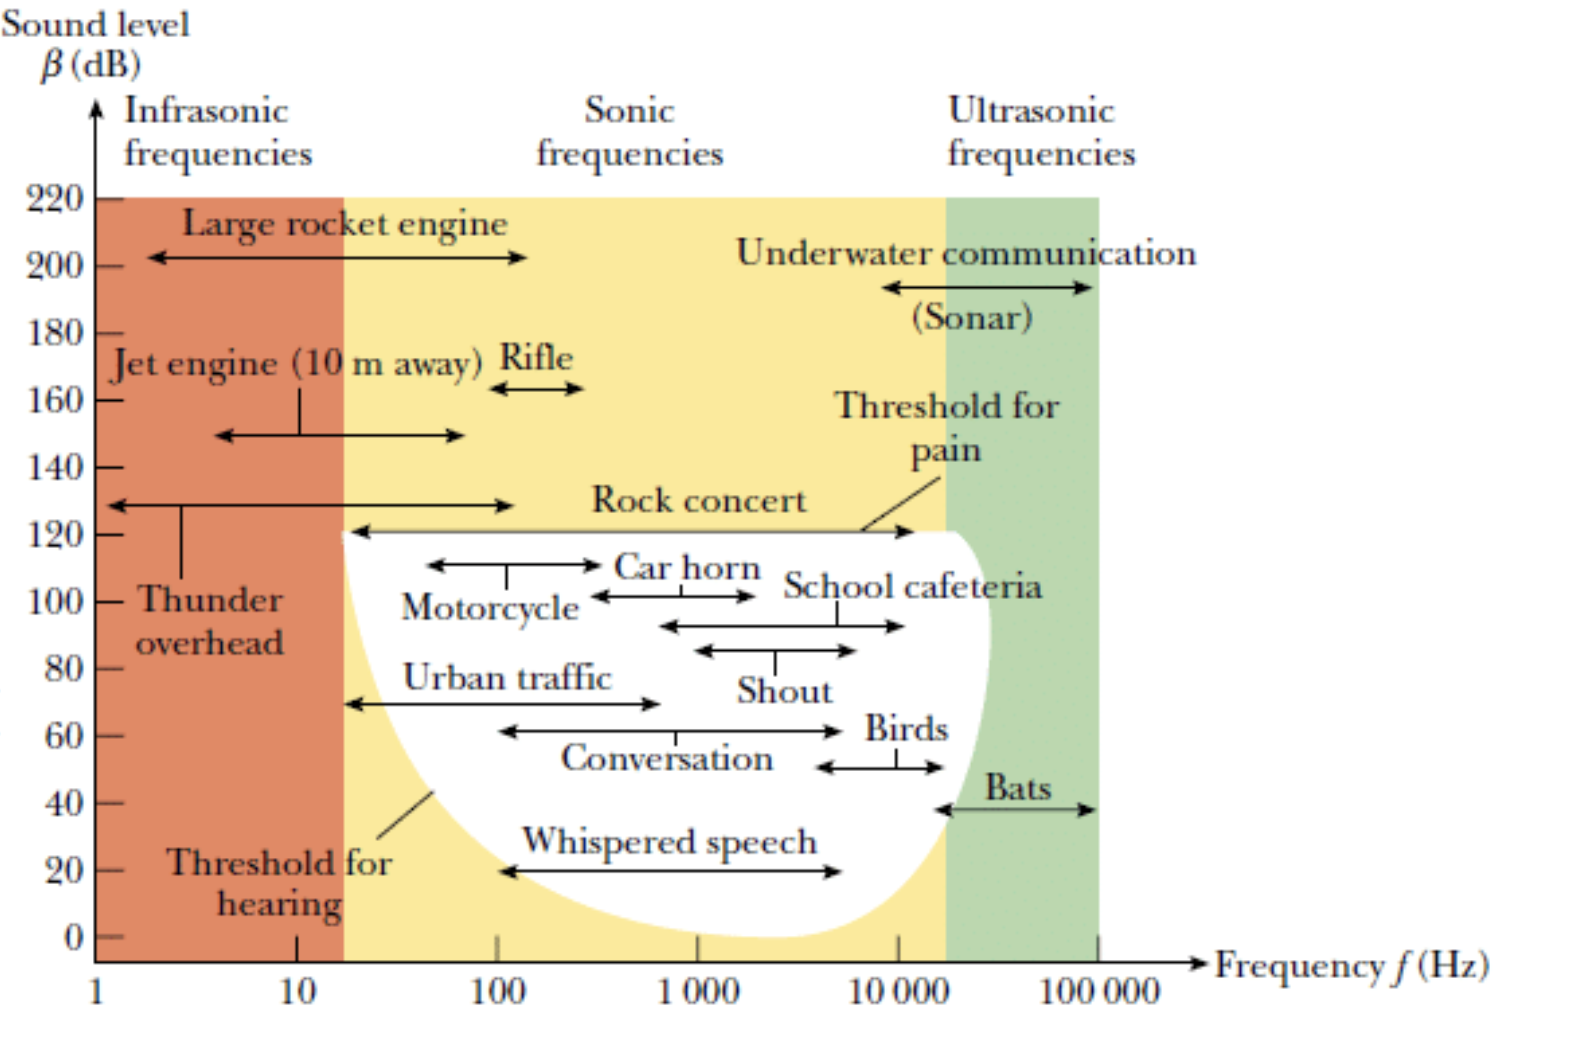 Sound level
β (dB)
Infrasonic
frequencies
Sonic
frequencies
Ultrasonic
frequencies
220
Large rocket engine
Underwater communication
200
(Sonar)
180
Jet engine (10 m away)
Rifle
160
Threshold for
pain
140
Rock concert
120
Car horn
School cafeteria
100
Thunder
overhead
Motorcycle
80
Urban traffic
Shout
60
Birds
Conversation
40
Bats
Whispered speech
20
Threshold for
hearing
0
Frequency f (Hz)
1
10
100
1 000
10 000
100 000